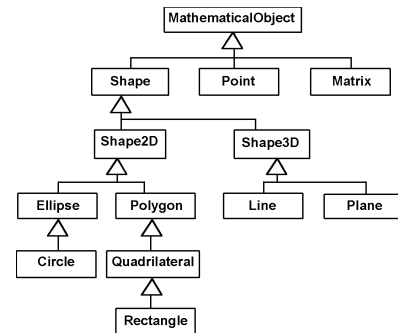 MathematicalObject
Shape
Point
Matrix
Shape2D
Shape3D
Ellipse
Polygon
Line
Plane
Circle
Quadrilateral
Rectangle